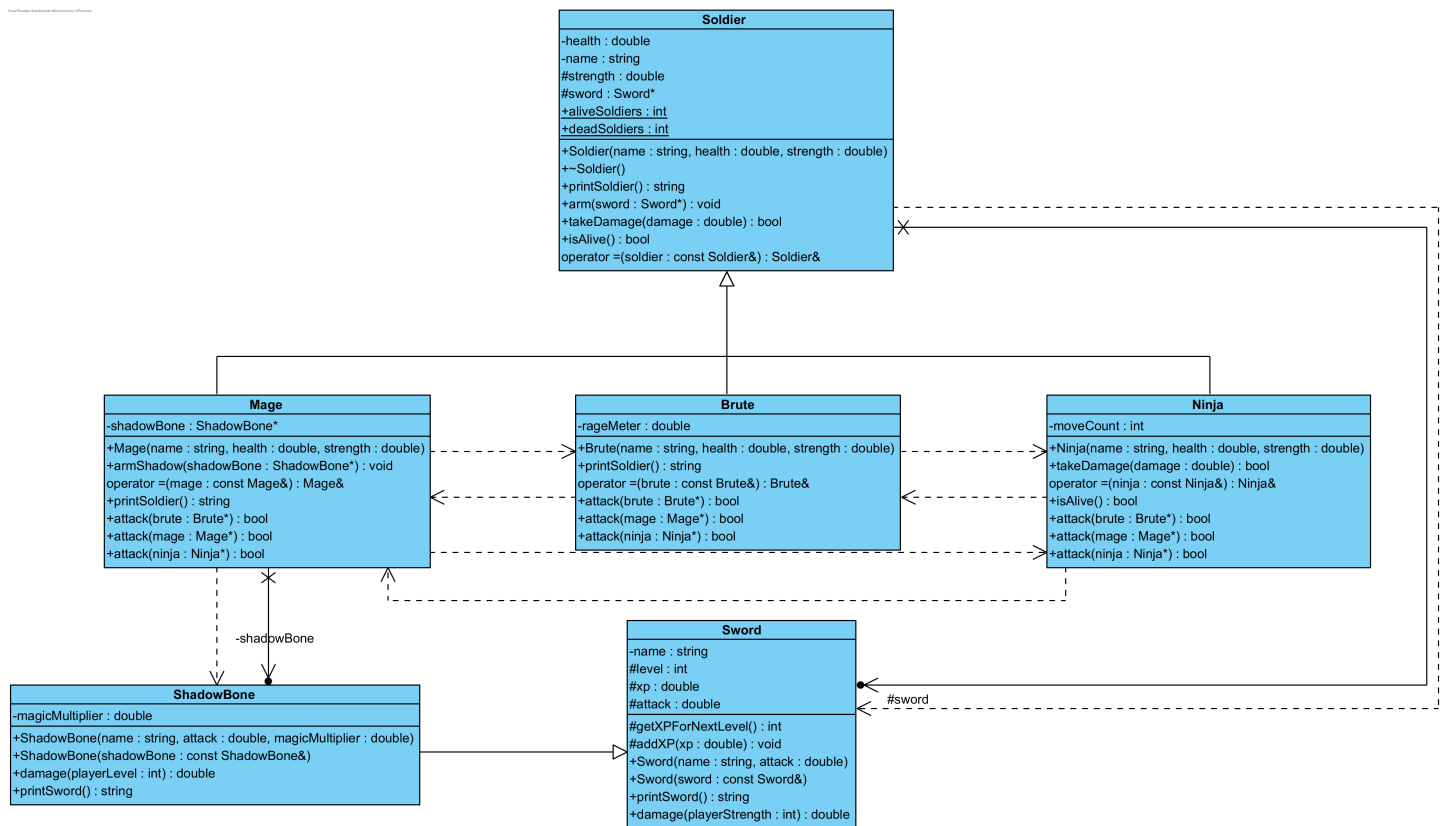 Soldier
-health : double
-name : string
#strength : double
#sword : Sword*
+aliveSoldiers : int
+deadSoldiers : int
+Soldier(name : string, health : double, strength : double)
+~Soldier()
+printSoldier() : string
+arm(sword : Sword*) : void
+takeDamage(damage : double) : bool
+isAlive() : bool
operator =(soldier : const Soldier&) : Soldier&
Mage
-shadowBone : ShadowBone*
+Mage(name : string, health : double, strength : double)
+armShadow(shadowBone : ShadowBone*) : void
operator =(mage : const Mage&) : Mage&
+printSoldier() : string
+attack(brute : Brute*) : bool
+attack(mage : Mage*) : bool
+attack(ninja : Ninja*) : bool
Brute
-rageMeter : double
+Brute(name : string, health : double, strength : double)
+printSoldier() : string
operator =(brute : const Brute&) : Brute&
+attack(brute : Brute*) : bool
+attack(mage : Mage*) : bool
+attack(ninja : Ninja*) : bool
Ninja
-moveCount : int
+Ninja(name : string, health : double, strength : double)
+takeDamage(damage : double) : bool
operator =(ninja : const Ninja&) : Ninja&
+isAlive() : bool
+attack(brute : Brute*) : bool
+attack(mage : Mage*) : bool
+attack(ninja : Ninja*) : bool
-shadowBone
ShadowBone
-magicMultiplier : double
+ShadowBone(name : string, attack : double, magicMultiplier : double)
+ShadowBone(shadowBone : const ShadowBone&)
+damage(playerLevel : int) : double
+printSword() : string
Sword
-name : string
#level : int
#xp : double
#attack : double
#getXPForNextLevel() : int
#addXP(xp : double) : void
+Sword(name : string, attack : double)
+Sword(sword : const Sword&)
+printSword() : string
+damage(playerStrength : int) : double
#sword